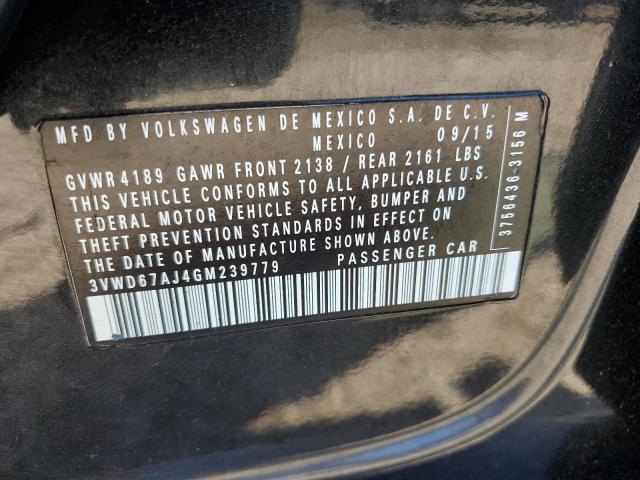 MFD BY VOLKSWAGEN DE MEXICO S.A. DE C.V.
MEXICO 09/15
GVWR 4189 GAWR FRONT 2138 / REAR 2161 LBS
THIS VEHICLE CONFORMS TO ALL APPLICABLE U.S.
FEDERAL MOTOR VEHICLE SAFETY, BUMPER AND
THEFT PREVENTION STANDARDS IN EFFECT ON
THE DATE OF MANUFACTURE SHOWN ABOVE.
3VWD67AJ4GM239779 PASSENGER CAR
3756436-3156 M